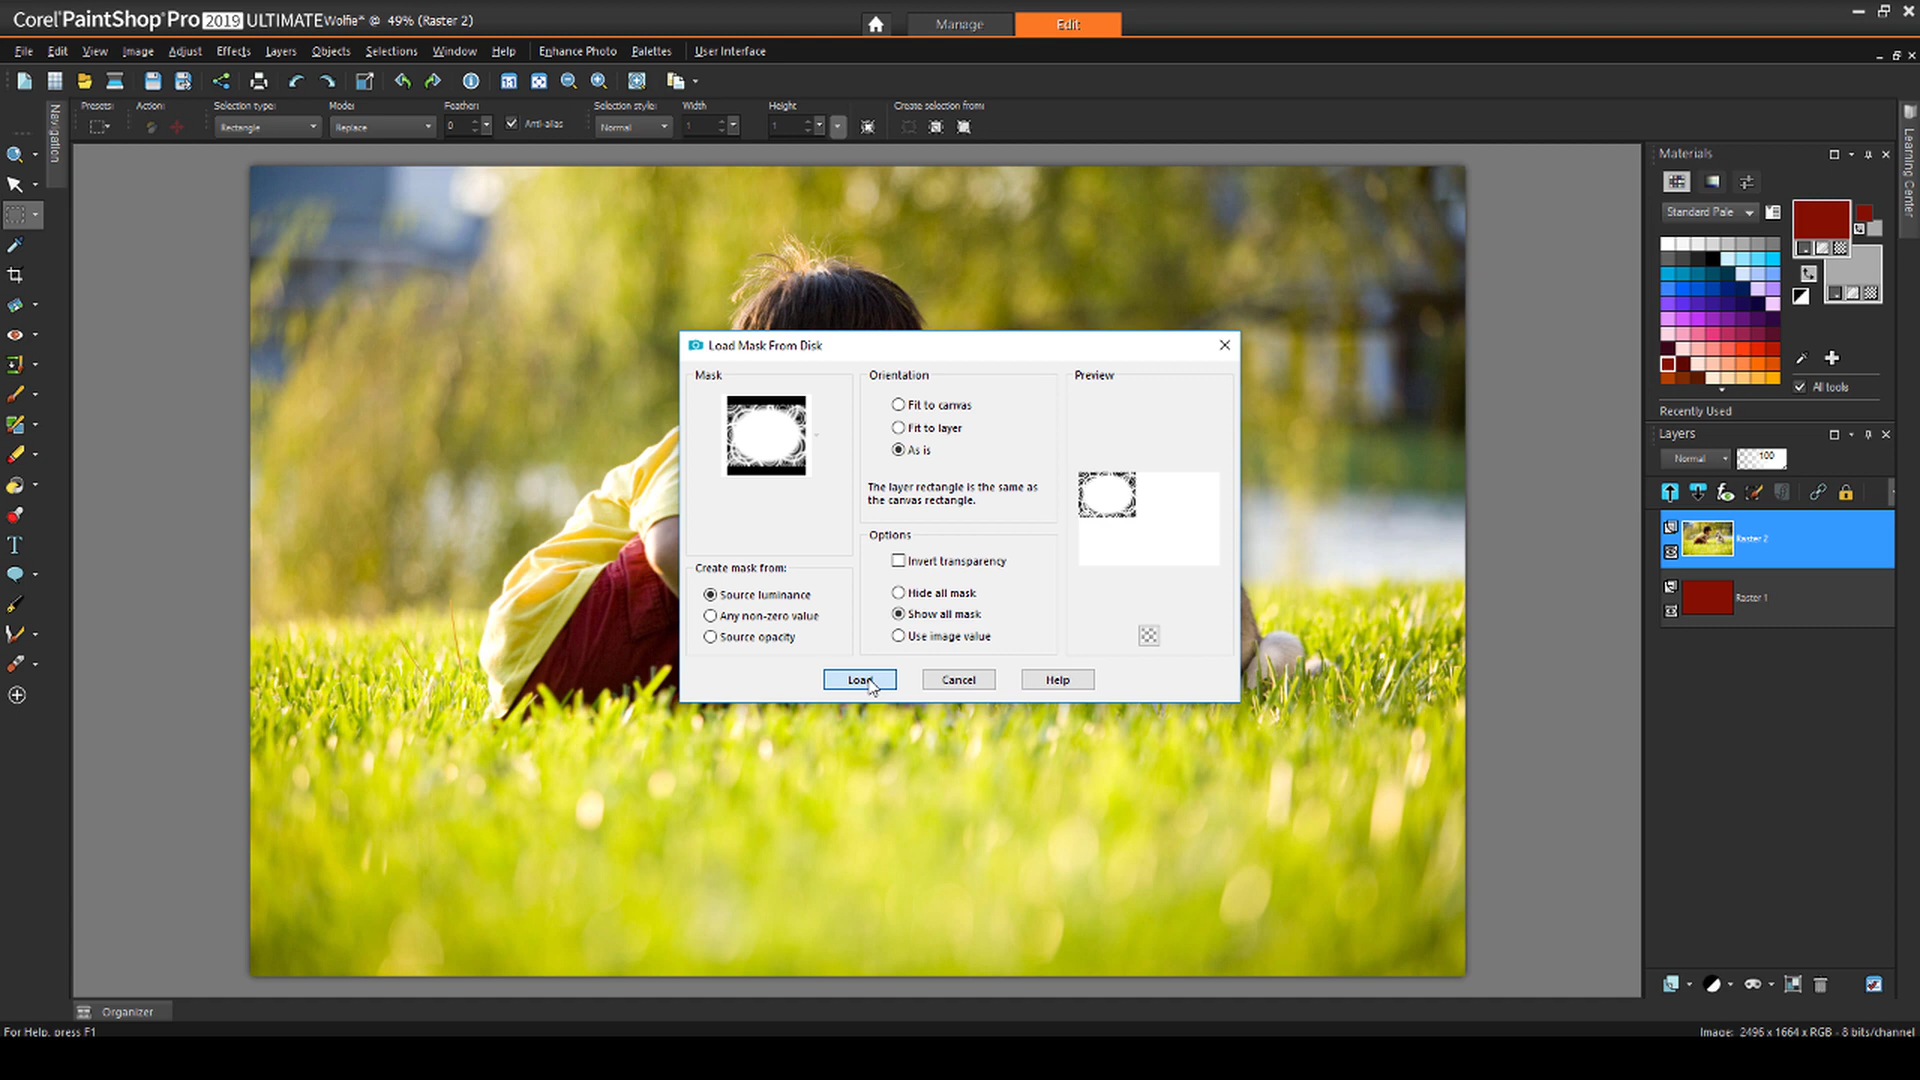 Corel PaintShop Pro 2019 ULTIMATE Wolfie* @ 49% (Raster 2)
Manage
Edit
File Edit View Image Adjust Effects Layers Objects Selections Window Help Enhance Photo Palettes User Interface
Presets: Action: Selection type: Mode: Feather: Selection style: Width Height Create selection from:
Rectangle Replace 0 Anti-alias Normal 1 1
Navigation
Learning Center
Materials
Standard Pale
All tools
Recently Used
Layers
Normal 100
Raster 2
Raster 1
Load Mask From Disk
Mask
Orientation
Preview
Fit to canvas
Fit to layer
As is
The layer rectangle is the same as
the canvas rectangle.
Options
Invert transparency
Create mask from:
Source luminance
Any non-zero value
Source opacity
Hide all mask
Show all mask
Use image value
Load
Cancel
Help
Organizer
For Help, press F1
Image: 2496 x 1664 x RGB - 8 bits/channel